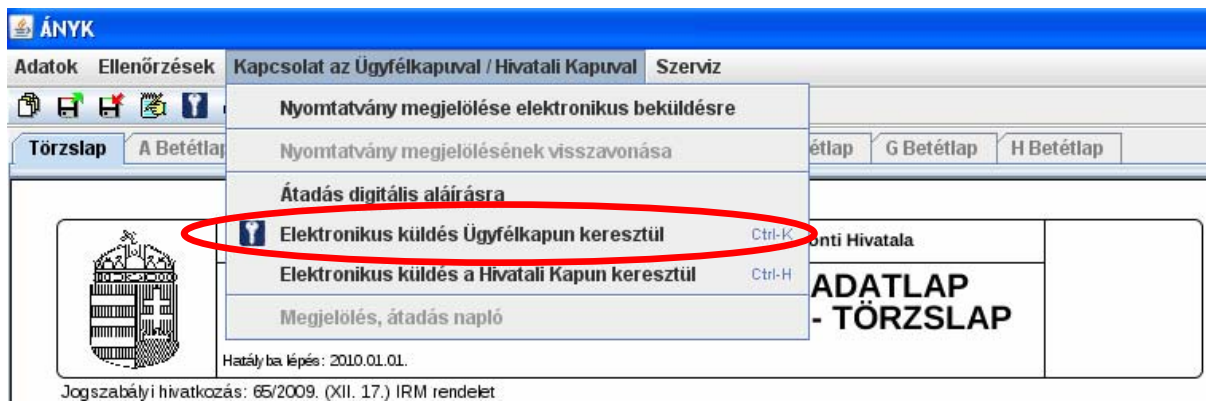 ÁNYK
Adatok Ellenőrzések Kapcsolat az Ügyfélkapuval / Hivatali Kapuval Szerviz
Nyomtatvány megjelölése elektronikus beküldésre
Törzslap A Betétlap Nyomtatvány megjelölésének visszavonása étlap G Betétlap H Betétlap
Átadás digitális aláírásra
Elektronikus küldés Ügyfélkapun keresztül Ctrl-K onti Hivatala
Elektronikus küldés a Hivatali Kapun keresztül Ctrl-H ADATLAP
Megjelölés, átadás napló - TÖRZSLAP
Hatályba lépés: 2010.01.01.
Jogszabályi hivatkozás: 65/2009. (XII. 17.) IRM rendelet